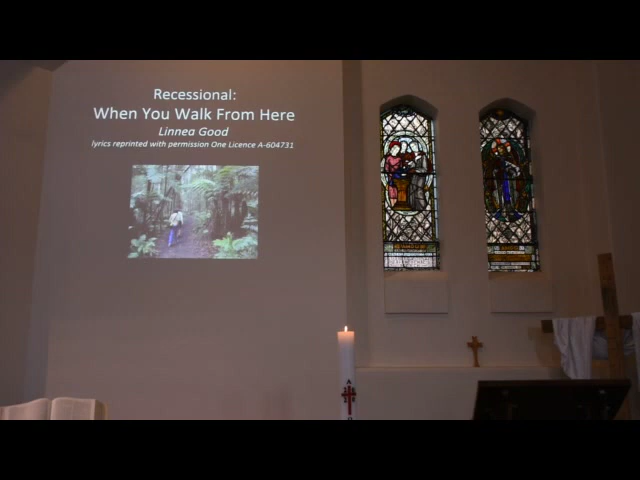 Recessional:
When You Walk From Here
Linnea Good
lyrics reprinted with permission One Licence A-604731
A